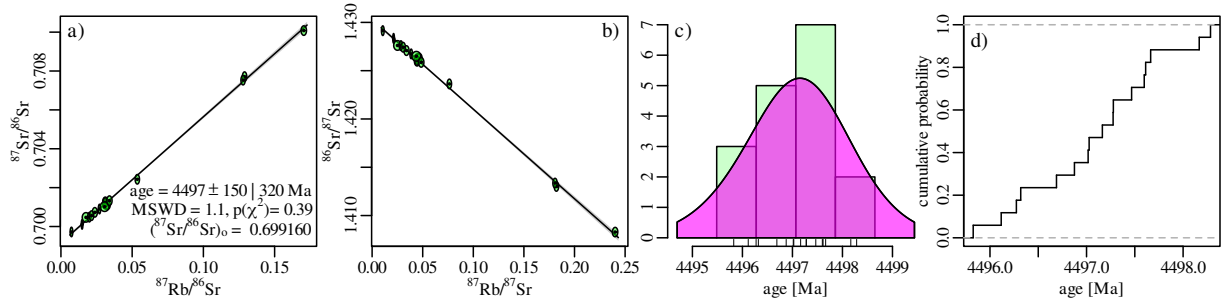 a)
0.708
0.704
0.700
⁸⁷Sr/⁸⁶Sr
age = 4497 ± 150 | 320 Ma
MSWD = 1.1, p(χ²) = 0.39
(⁸⁷Sr/⁸⁶Sr)ₒ = 0.699160
0.00 0.05 0.10 0.15
⁸⁷Rb/⁸⁶Sr
b)
1.430
1.420
1.410
⁸⁶Sr/⁸⁷Sr
0.00 0.05 0.10 0.15 0.20 0.25
⁸⁷Rb/⁸⁷Sr
c)
7
6
5
4
3
2
1
0
4495 4496 4497 4498 4499
age [Ma]
d)
cumulative probability
1.0
0.8
0.6
0.4
0.2
0.0
4496.0 4497.0 4498.0
age [Ma]